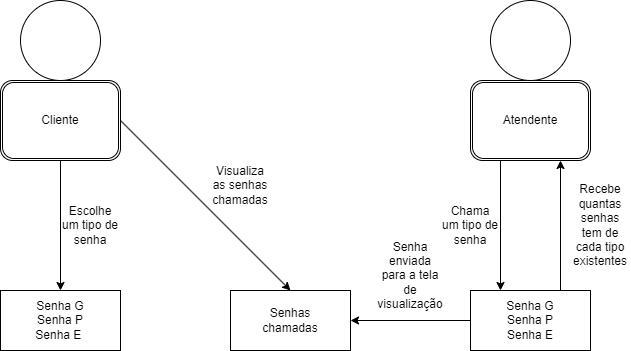 Cliente
Atendente
Visualiza
as senhas
chamadas
Escolhe
um tipo de
senha
Chama
um tipo de
senha
Recebe
quantas
senhas
tem de
cada tipo
existentes
Senha
enviada
para a tela
de
visualização
Senha G
Senha P
Senha E
Senhas
chamadas
Senha G
Senha P
Senha E